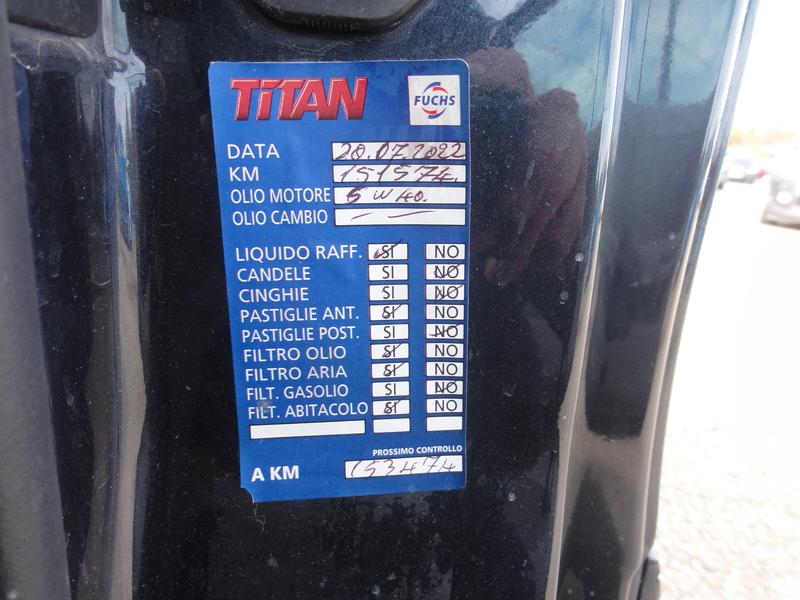 TITAN
FUCHS
DATA 20.07.2022
KM 151574.
OLIO MOTORE 5W40.
OLIO CAMBIO — —
LIQUIDO RAFF. SI NO
CANDELE SI NO
CINGHIE SI NO
PASTIGLIE ANT. SI NO
PASTIGLIE POST. SI NO
FILTRO OLIO SI NO
FILTRO ARIA SI NO
FILT. GASOLIO SI NO
FILT. ABITACOLO SI NO
PROSSIMO CONTROLLO
A KM 153474